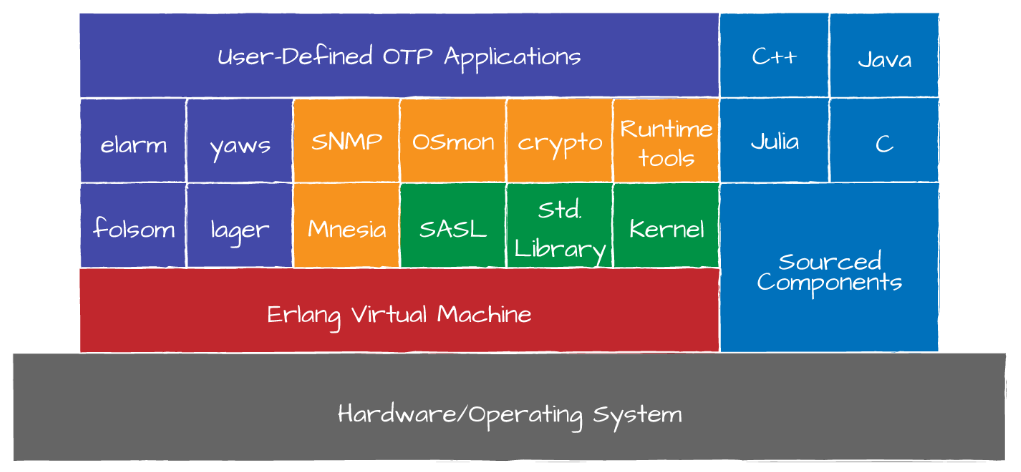 User-Defined OTP Applications
C++
Java
elarm
yaws
SNMP
OSmon
crypto
Runtime
tools
Julia
C
folsom
lager
Mnesia
SASL
Std.
Library
Kernel
Sourced
Components
Erlang Virtual Machine
Hardware/Operating System